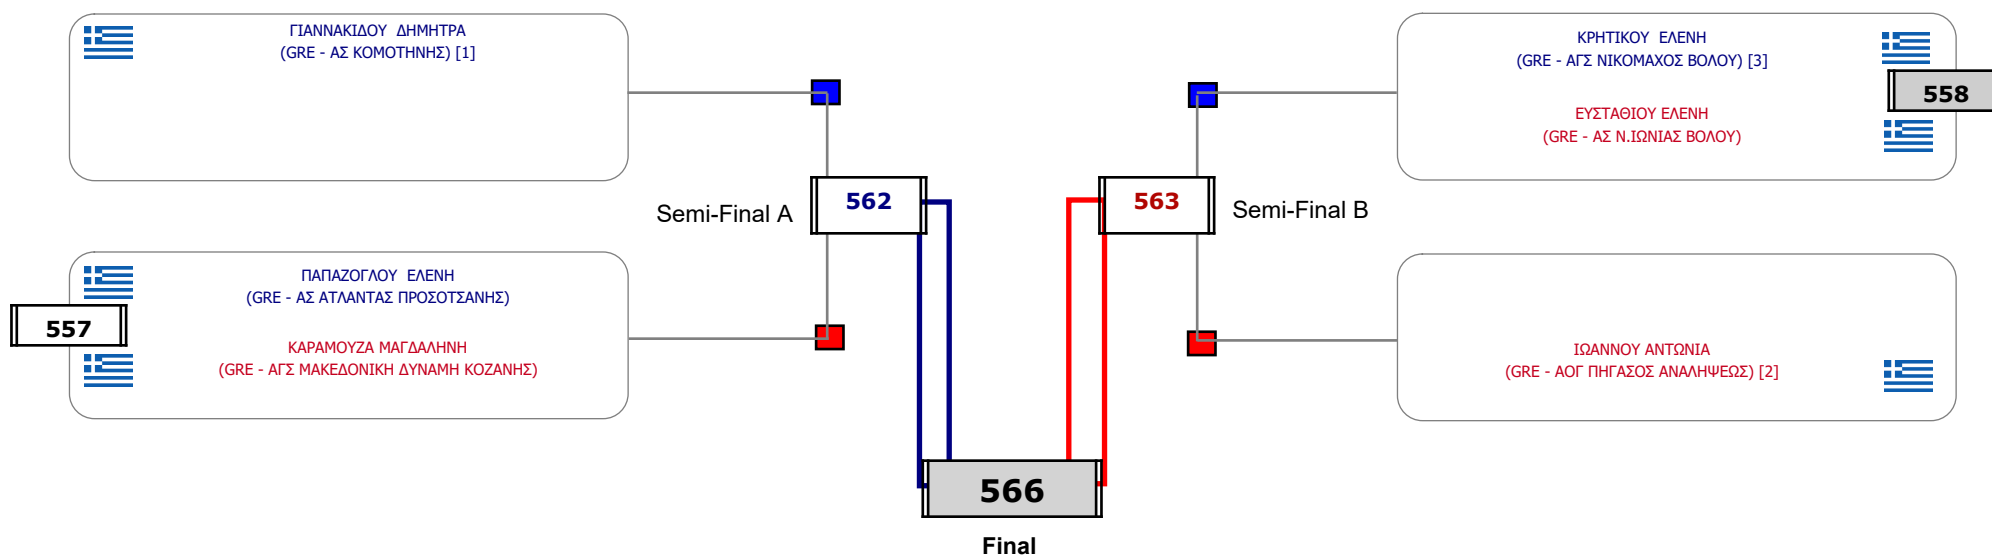 ΓΙΑΝΝΑΚΙΔΟΥ ΔΗΜΗΤΡΑ
(GRE - ΑΣ ΚΟΜΟΤΗΝΗΣ) [1]
ΠΑΠΑΖΟΓΛΟΥ ΕΛΕΝΗ
(GRE - ΑΣ ΑΤΛΑΝΤΑΣ ΠΡΟΣΟΤΣΑΝΗΣ)
557
ΚΑΡΑΜΟΥΖΑ ΜΑΓΔΑΛΗΝΗ
(GRE - ΑΓΣ ΜΑΚΕΔΟΝΙΚΗ ΔΥΝΑΜΗ ΚΟΖΑΝΗΣ)
Semi-Final A
562
563
Semi-Final B
ΚΡΗΤΙΚΟΥ ΕΛΕΝΗ
(GRE - ΑΓΣ ΝΙΚΟΜΑΧΟΣ ΒΟΛΟΥ) [3]
558
ΕΥΣΤΑΘΙΟΥ ΕΛΕΝΗ
(GRE - ΑΣ Ν.ΙΩΝΙΑΣ ΒΟΛΟΥ)
ΙΩΑΝΝΟΥ ΑΝΤΩΝΙΑ
(GRE - ΑΟΓ ΠΗΓΑΣΟΣ ΑΝΑΛΗΨΕΩΣ) [2]
566
Final